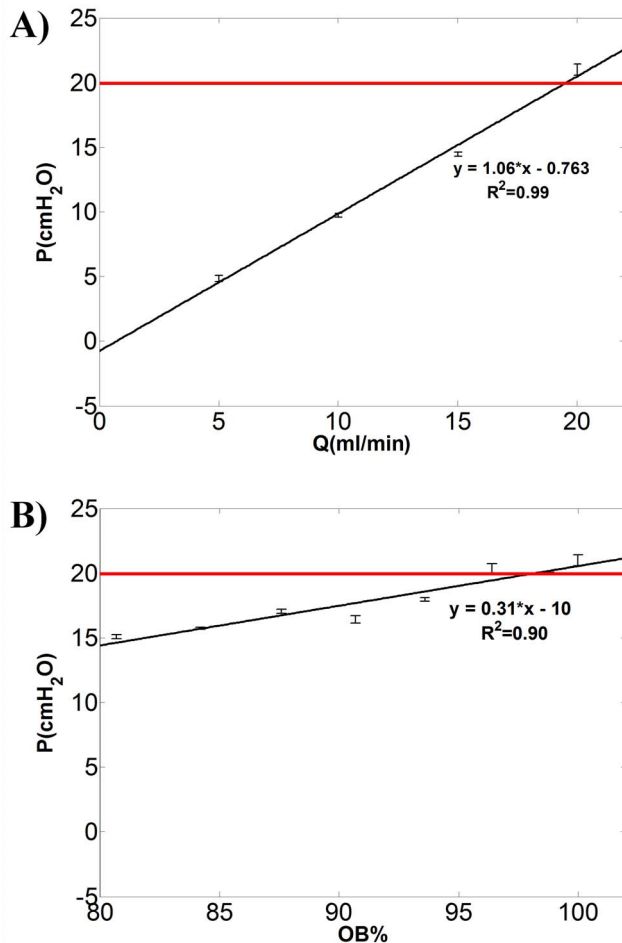 A)
25
20
15
10
5
0
-5
P(cmH2O)
y = 1.06*x - 0.763
R²=0.99
0 5 10 15 20
Q(ml/min)
B)
25
20
15
10
5
0
-5
P(cmH2O)
y = 0.31*x - 10
R²=0.90
80 85 90 95 100
OB%